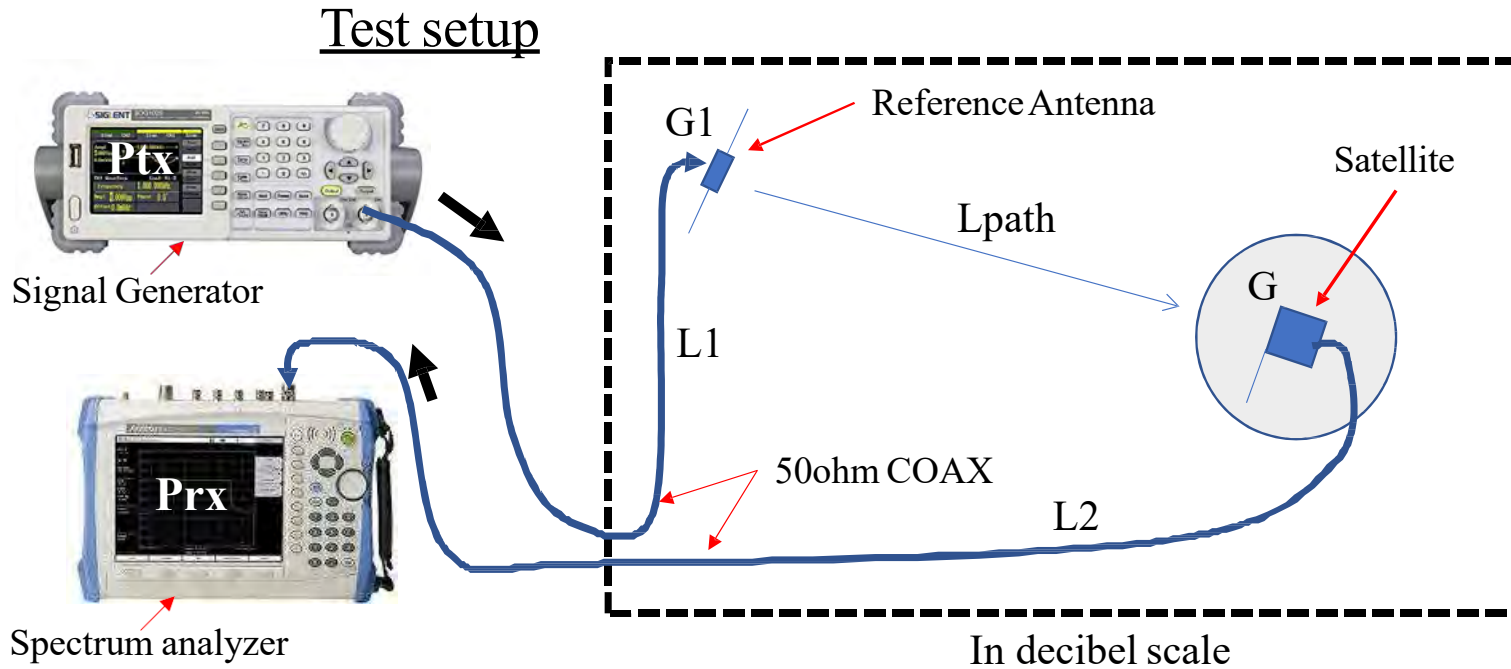 Test setup
SIGLENT
Ptx
Signal Generator
G1
Reference Antenna
Satellite
Lpath
G
L1
Prx
50ohm COAX
L2
Spectrum analyzer
In decibel scale